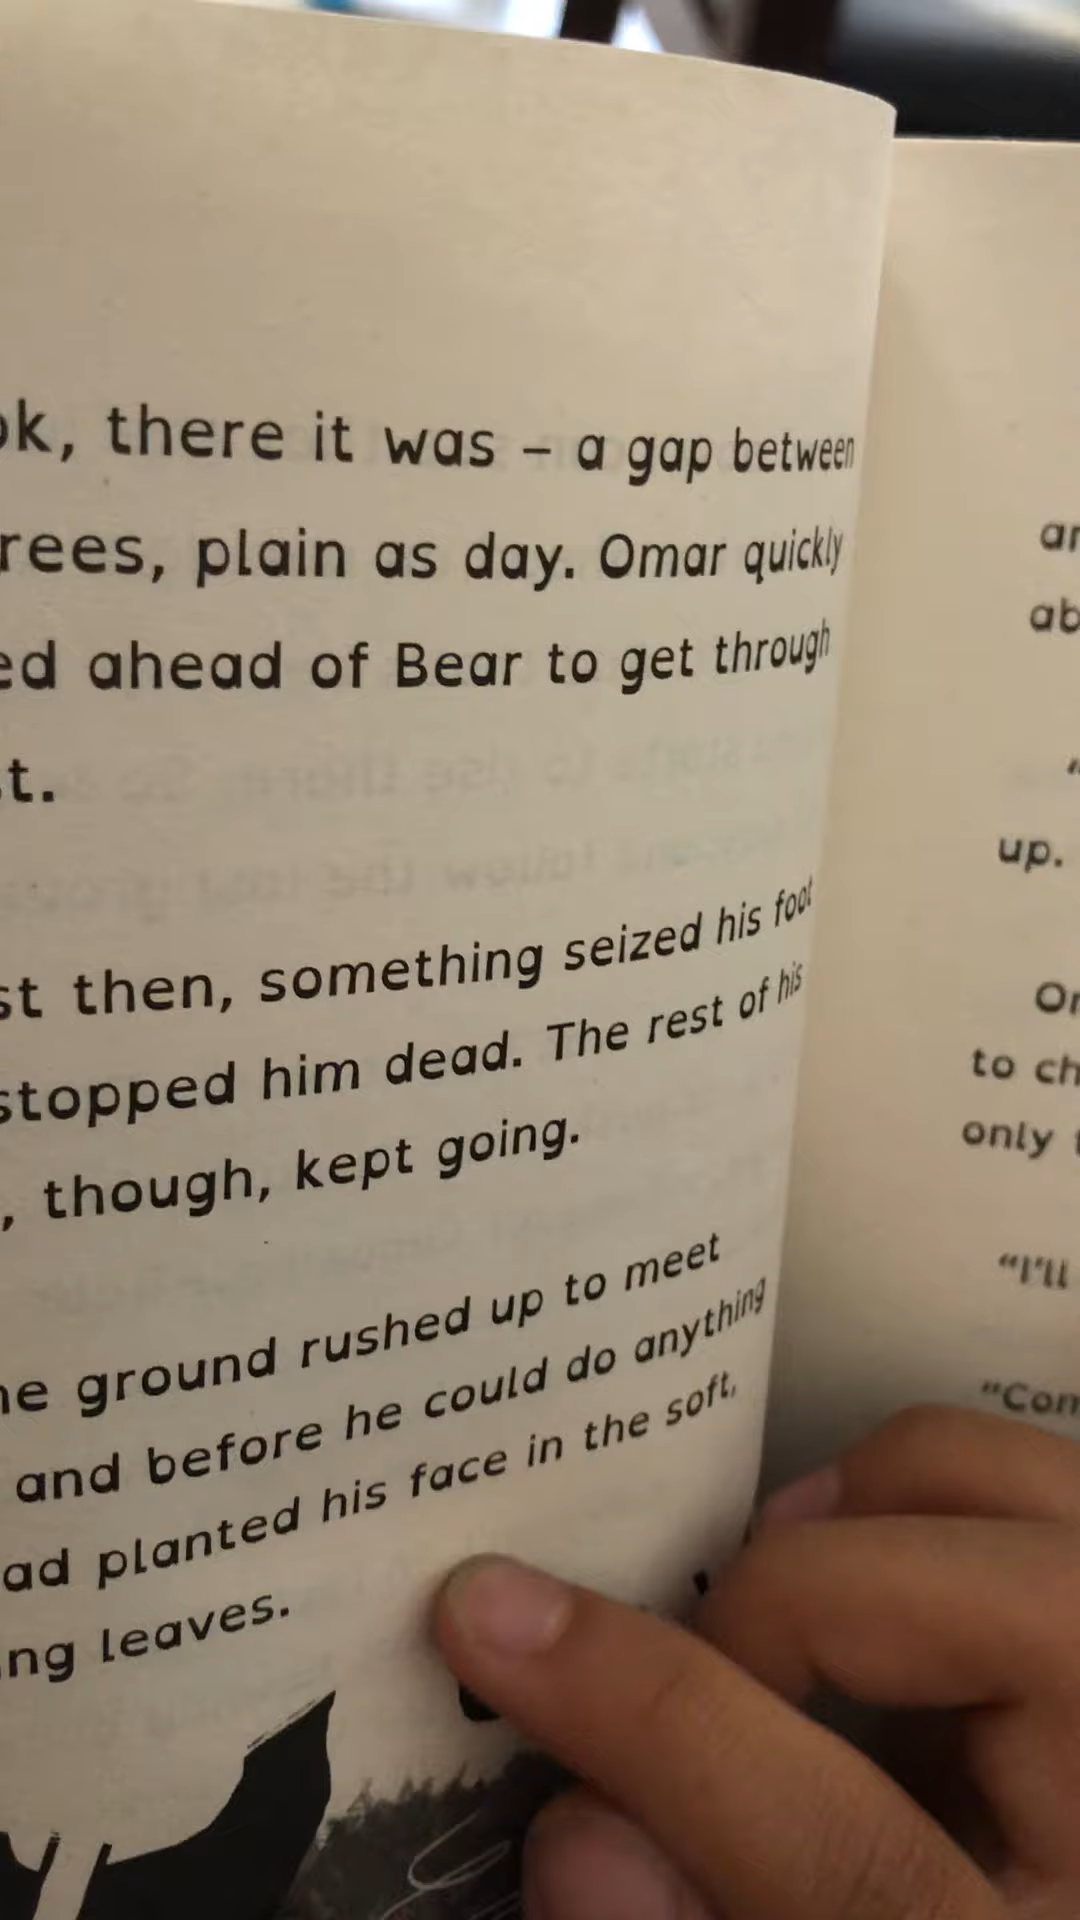 ok, there it was – a gap between
rees, plain as day. Omar quickly
ed ahead of Bear to get through
t.
st then, something seized his foot
stopped him dead. The rest of his
, though, kept going.
he ground rushed up to meet
and before he could do anything
ad planted his face in the soft,
ng leaves.
ar
ab
“
up.
Or
to ch
only
“I’ll
“Com